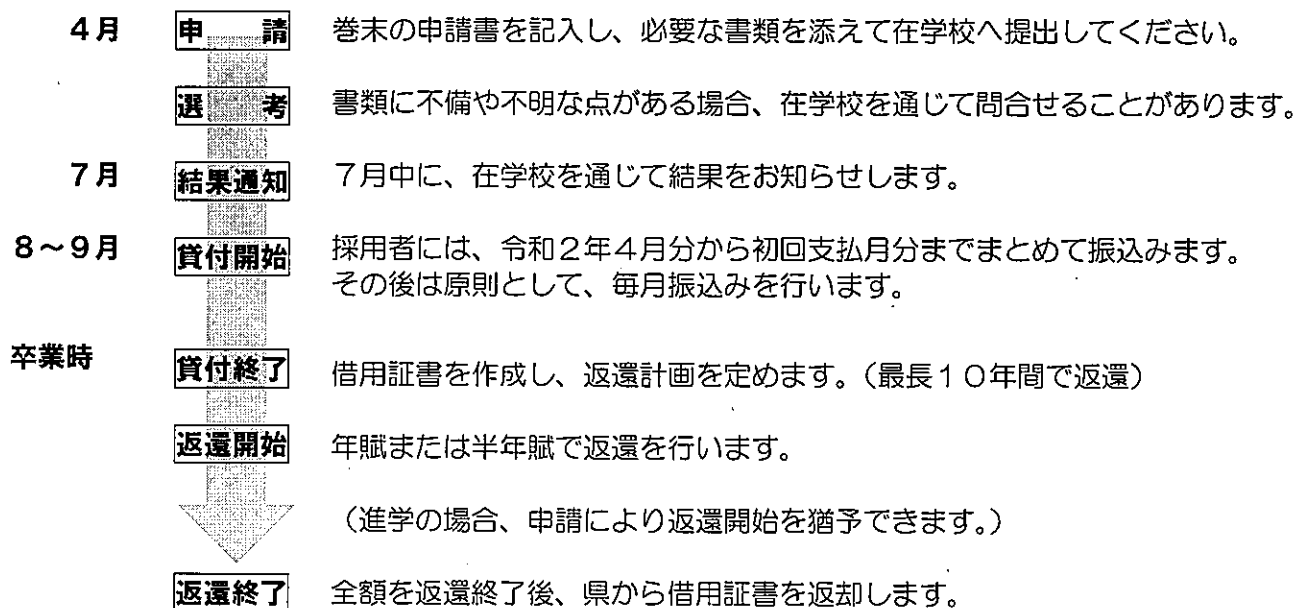 4月 申請 巻末の申請書を記入し、必要な書類を添えて在学校へ提出してください。
選考 書類に不備や不明な点がある場合、在学校を通じて問合せることがあります。
7月 結果通知 7月中に、在学校を通じて結果をお知らせします。
8~9月 貸付開始 採用者には、令和2年4月分から初回支払月分までまとめて振込みます。
その後は原則として、毎月振込みを行います。
卒業時 貸付終了 借用証書を作成し、返還計画を定めます。(最長10年間で返還)
返還開始 年賦または半年賦で返還を行います。
(進学の場合、申請により返還開始を猶予できます。)
返還終了 全額を返還終了後、県から借用証書を返却します。